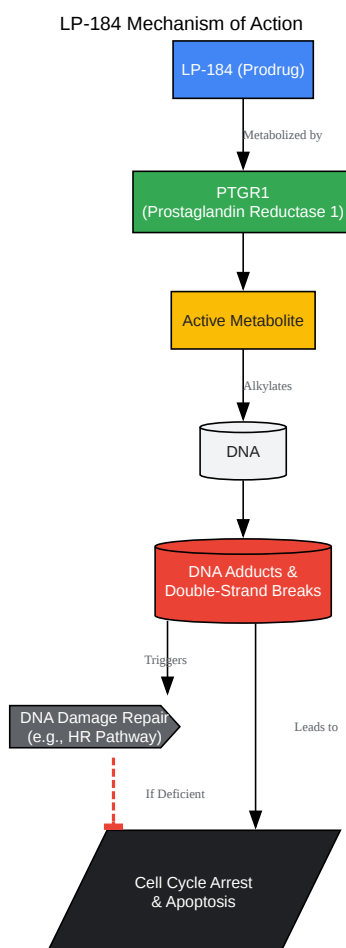 LP-184 Mechanism of Action
LP-184 (Prodrug)
Metabolized by
PTGR1
(Prostaglandin Reductase 1)
Active Metabolite
Alkylates
DNA
DNA Adducts &
Double-Strand Breaks
Triggers
DNA Damage Repair
(e.g., HR Pathway)
Leads to
If Deficient
Cell Cycle Arrest
& Apoptosis